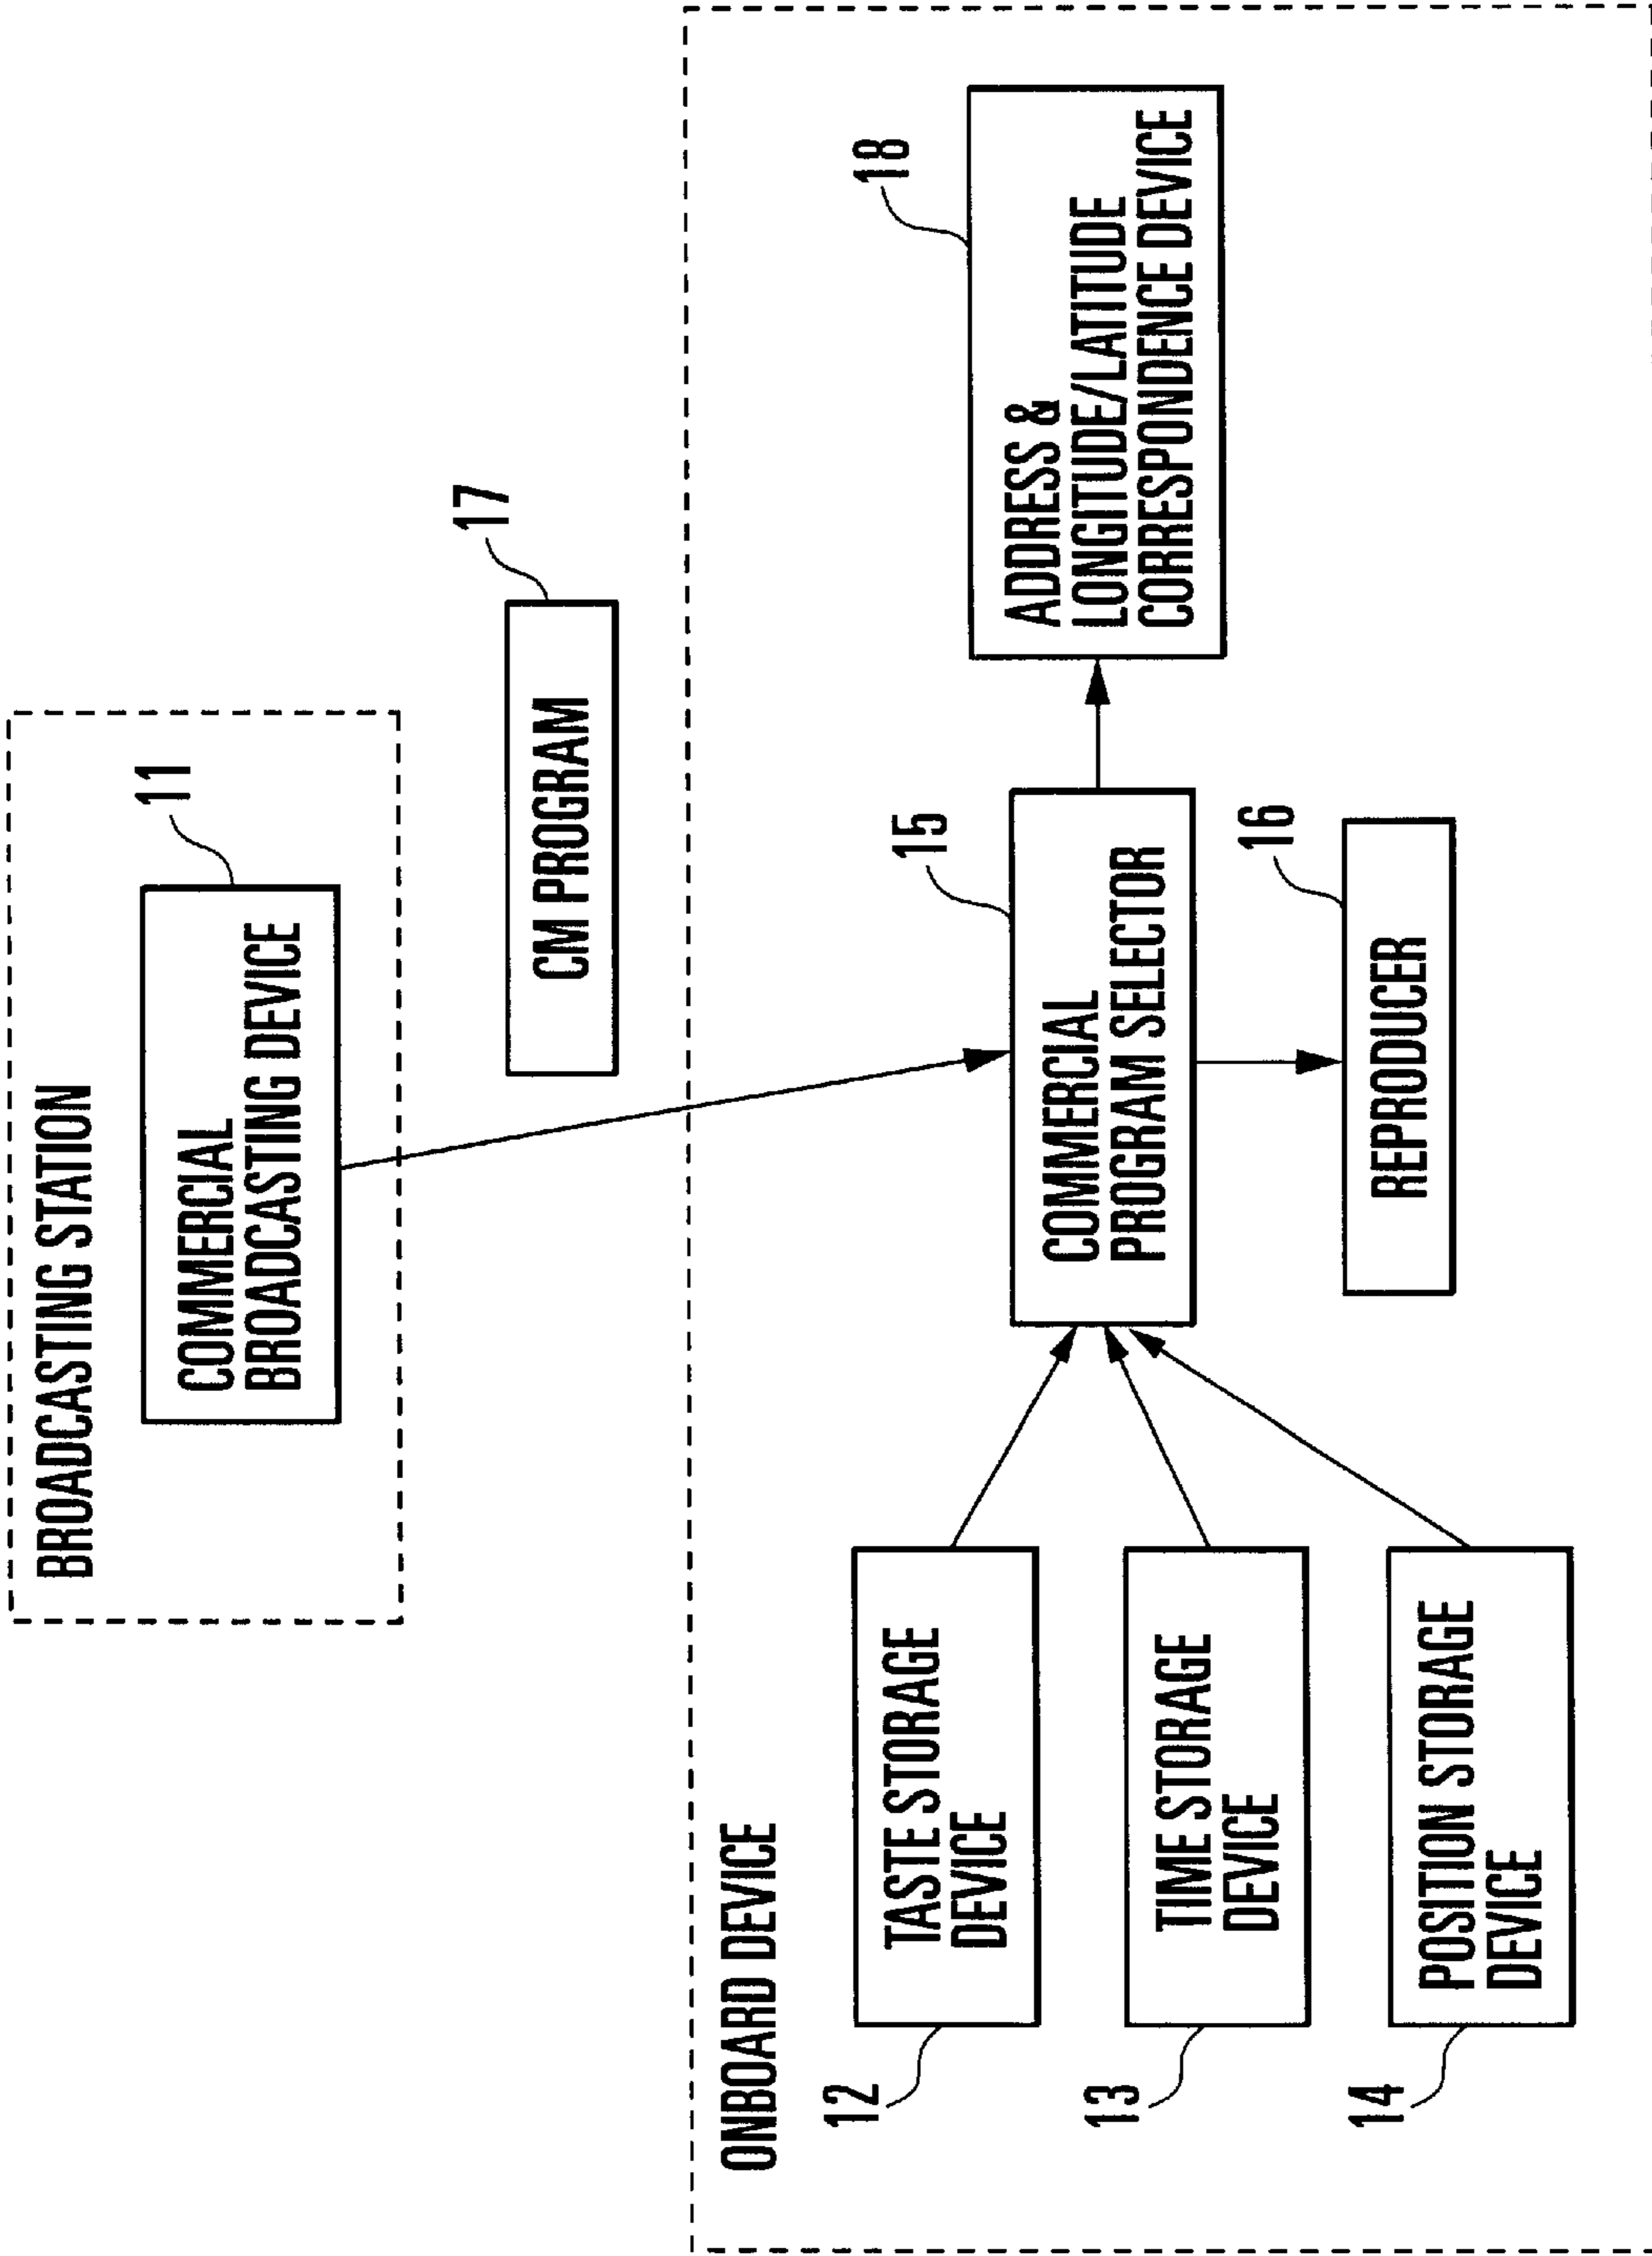 BROADCASTING STATION
11
COMMERCIAL
BROADCASTING DEVICE
17
CM PROGRAM
ONBOARD DEVICE
12
TASTE STORAGE
DEVICE
13
TIME STORAGE
DEVICE
14
POSITION STORAGE
DEVICE
15
COMMERCIAL
PROGRAM SELECTOR
16
REPRODUCER
18
ADDRESS &
LONGITUDE/LATITUDE
CORRESPONDENCE DEVICE